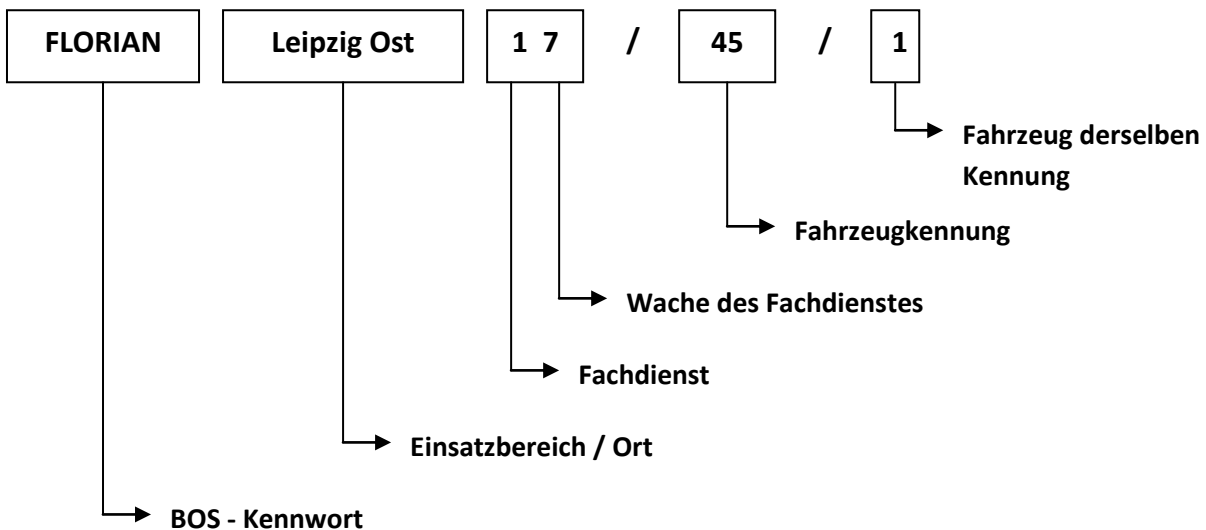 FLORIAN Leipzig Ost 1 7 / 45 / 1
Fahrzeug derselben
Kennung
Fahrzeugkennung
Wache des Fachdienstes
Fachdienst
Einsatzbereich / Ort
BOS - Kennwort